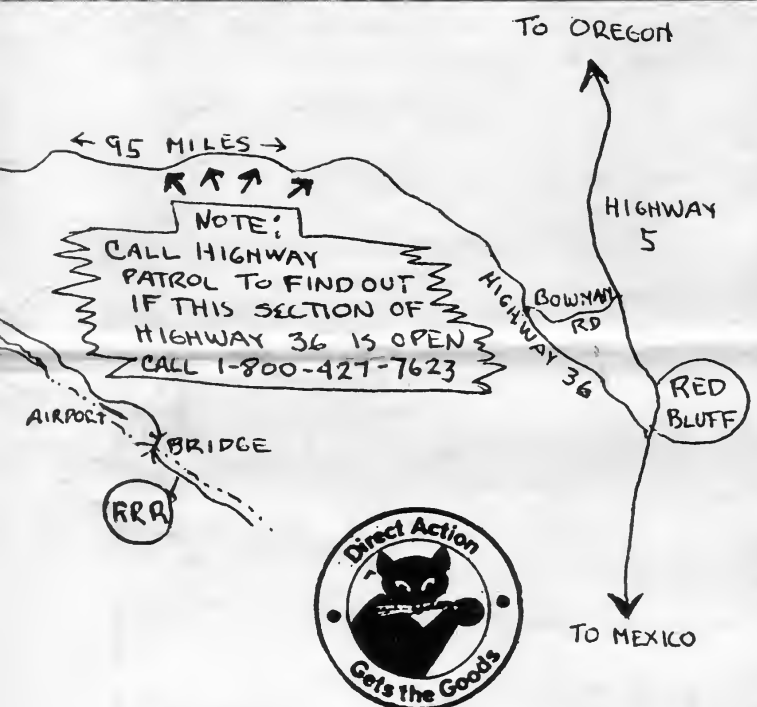 TO OREGON
← 95 MILES →
NOTE:
CALL HIGHWAY
PATROL TO FIND OUT
IF THIS SECTION OF
HIGHWAY 36 IS OPEN
CALL 1-800-427-7623
HIGHWAY
5
BOWMAN
RD
HIGHWAY 36
RED
BLUFF
AIRPORT
BRIDGE
RRR
Direct Action
Gets the Goods
TO MEXICO